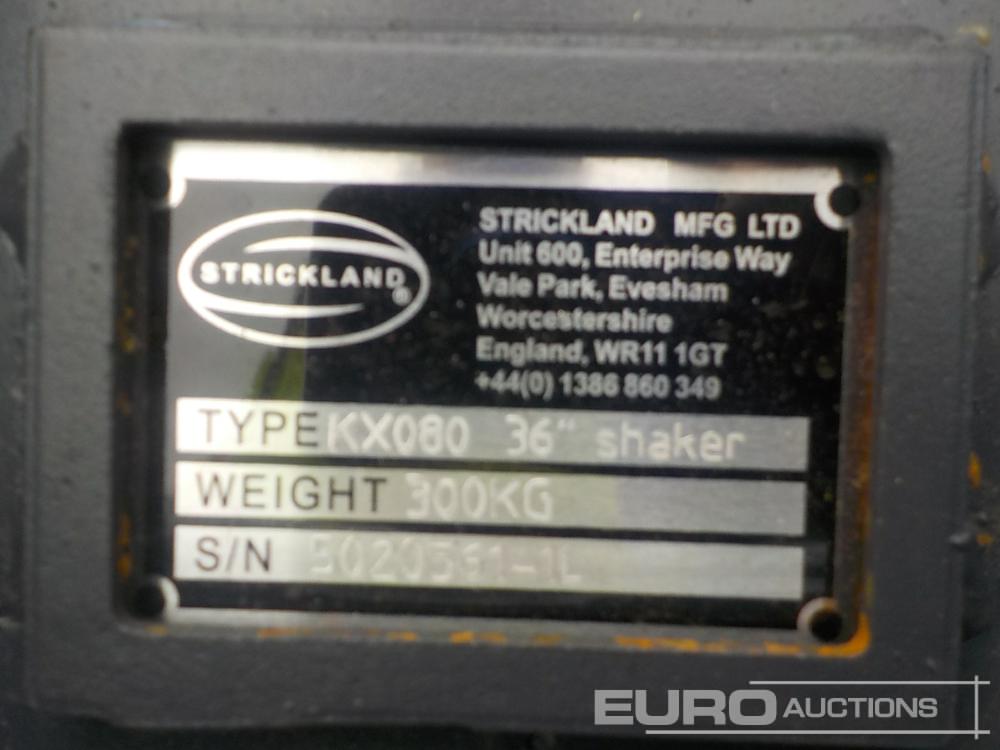 STRICKLAND®
STRICKLAND MFG LTD
Unit 600, Enterprise Way
Vale Park, Evesham
Worcestershire
England, WR11 1GT
+44(0) 1386 860 349
TYPE KX080 36" shaker
WEIGHT 300KG
S/N
EURO AUCTIONS